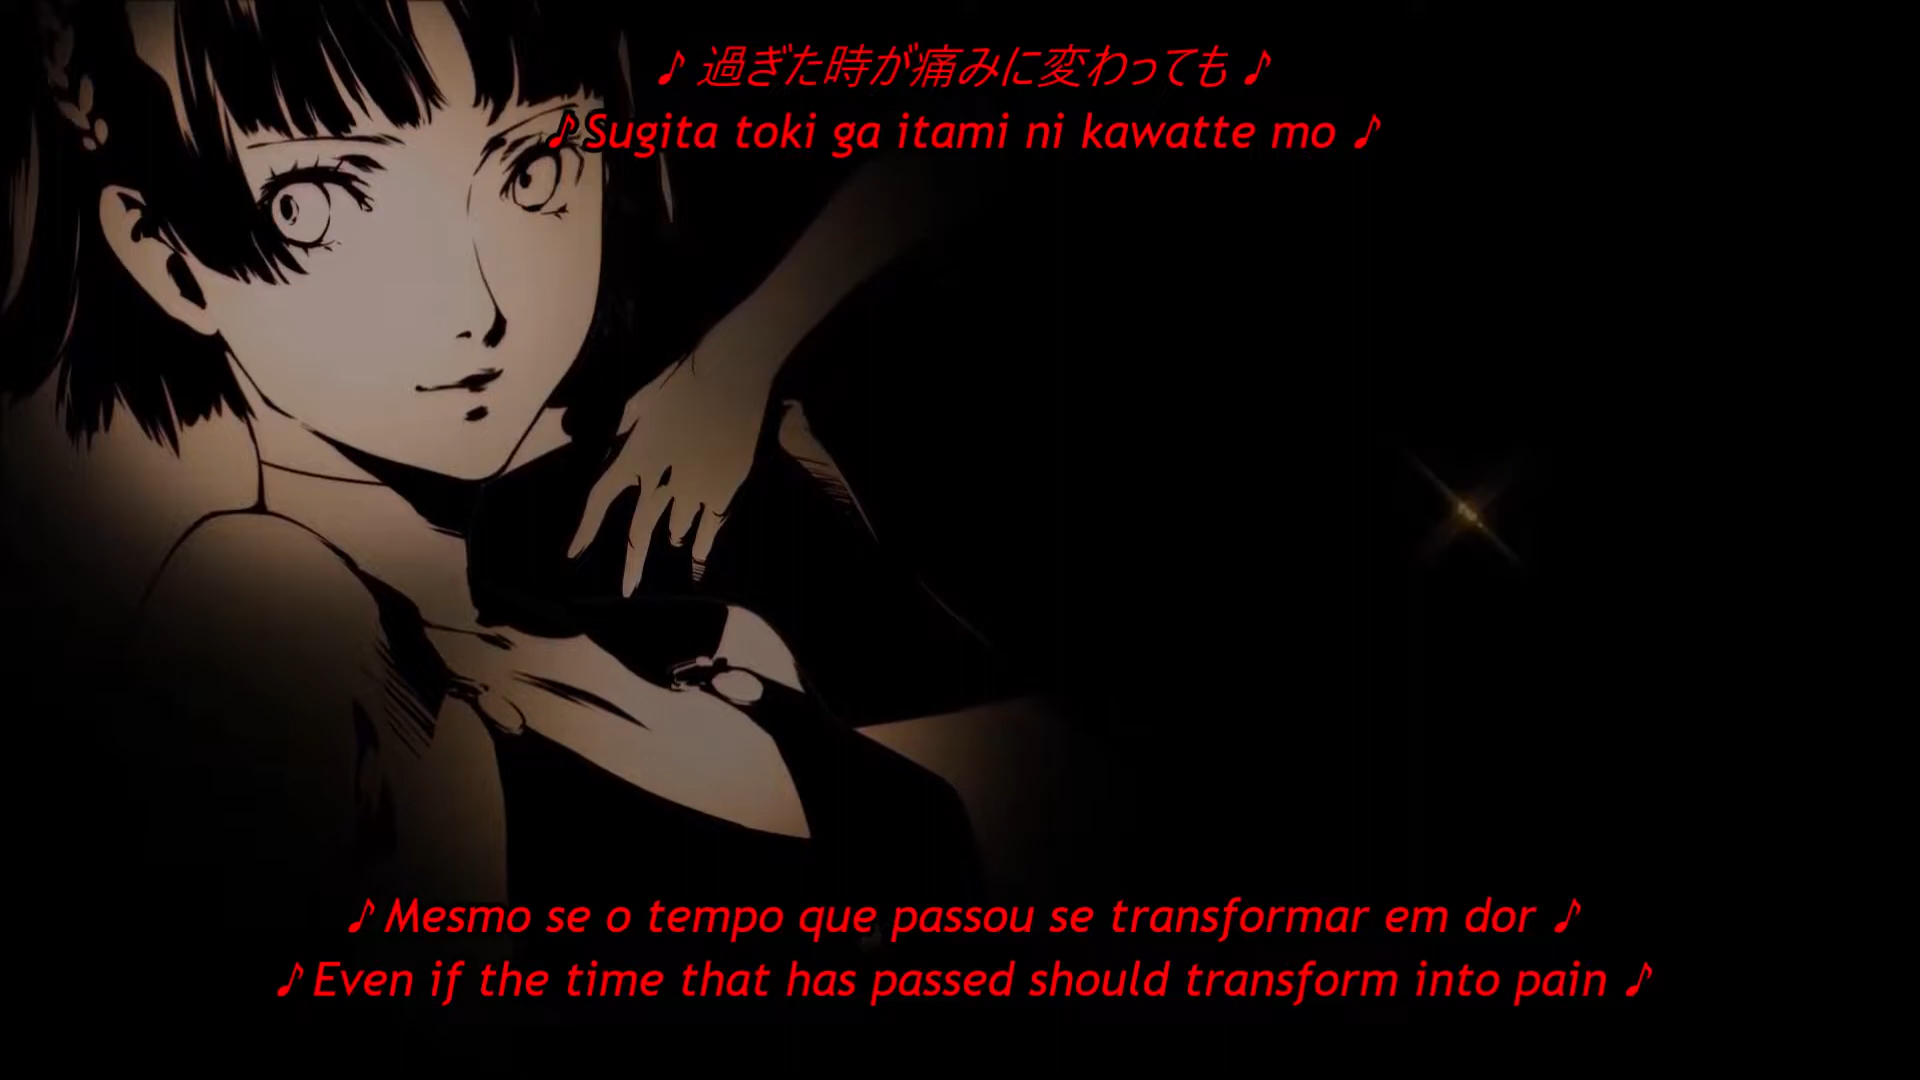 ♪ 過ぎた時が痛みに変わっても ♪
♪Sugita toki ga itami ni kawatte mo ♪
♪Mesmo se o tempo que passou se transformar em dor ♪
♪Even if the time that has passed should transform into pain ♪